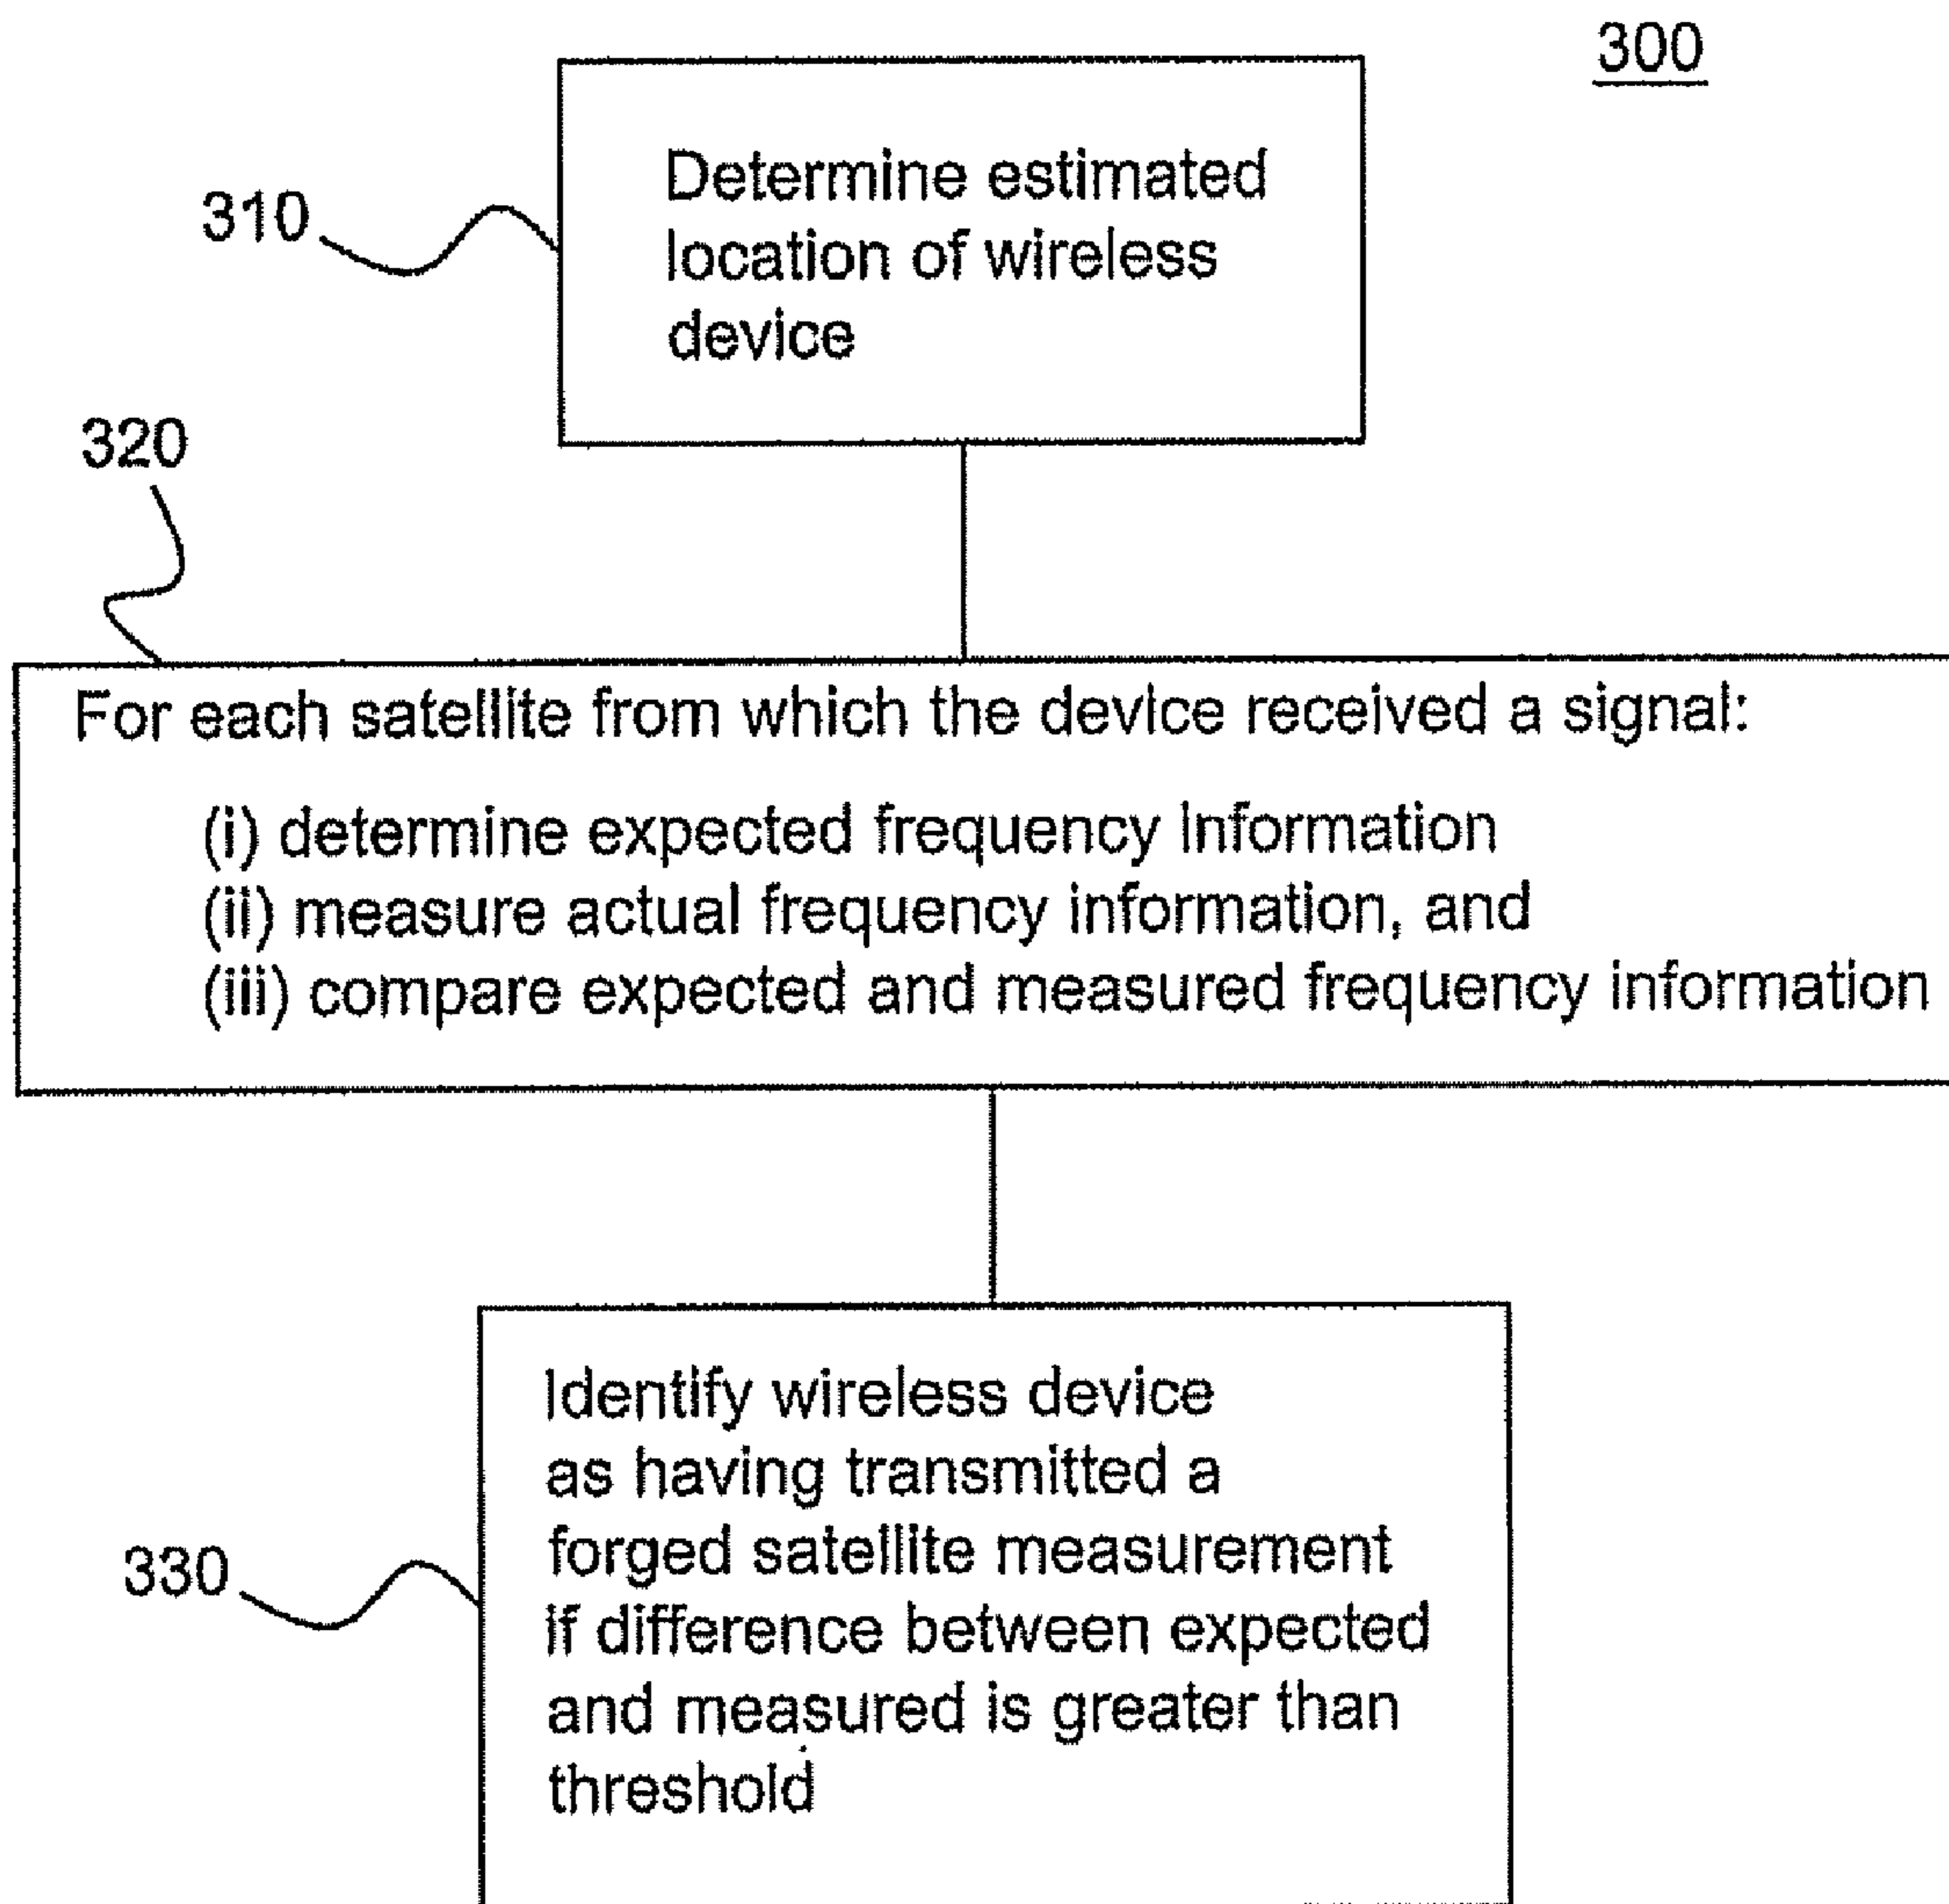 300
310
Determine estimated
location of wireless
device
320
For each satellite from which the device received a signal:
(i) determine expected frequency information
(ii) measure actual frequency information, and
(iii) compare expected and measured frequency information
330
Identify wireless device
as having transmitted a
forged satellite measurement
if difference between expected
and measured is greater than
threshold